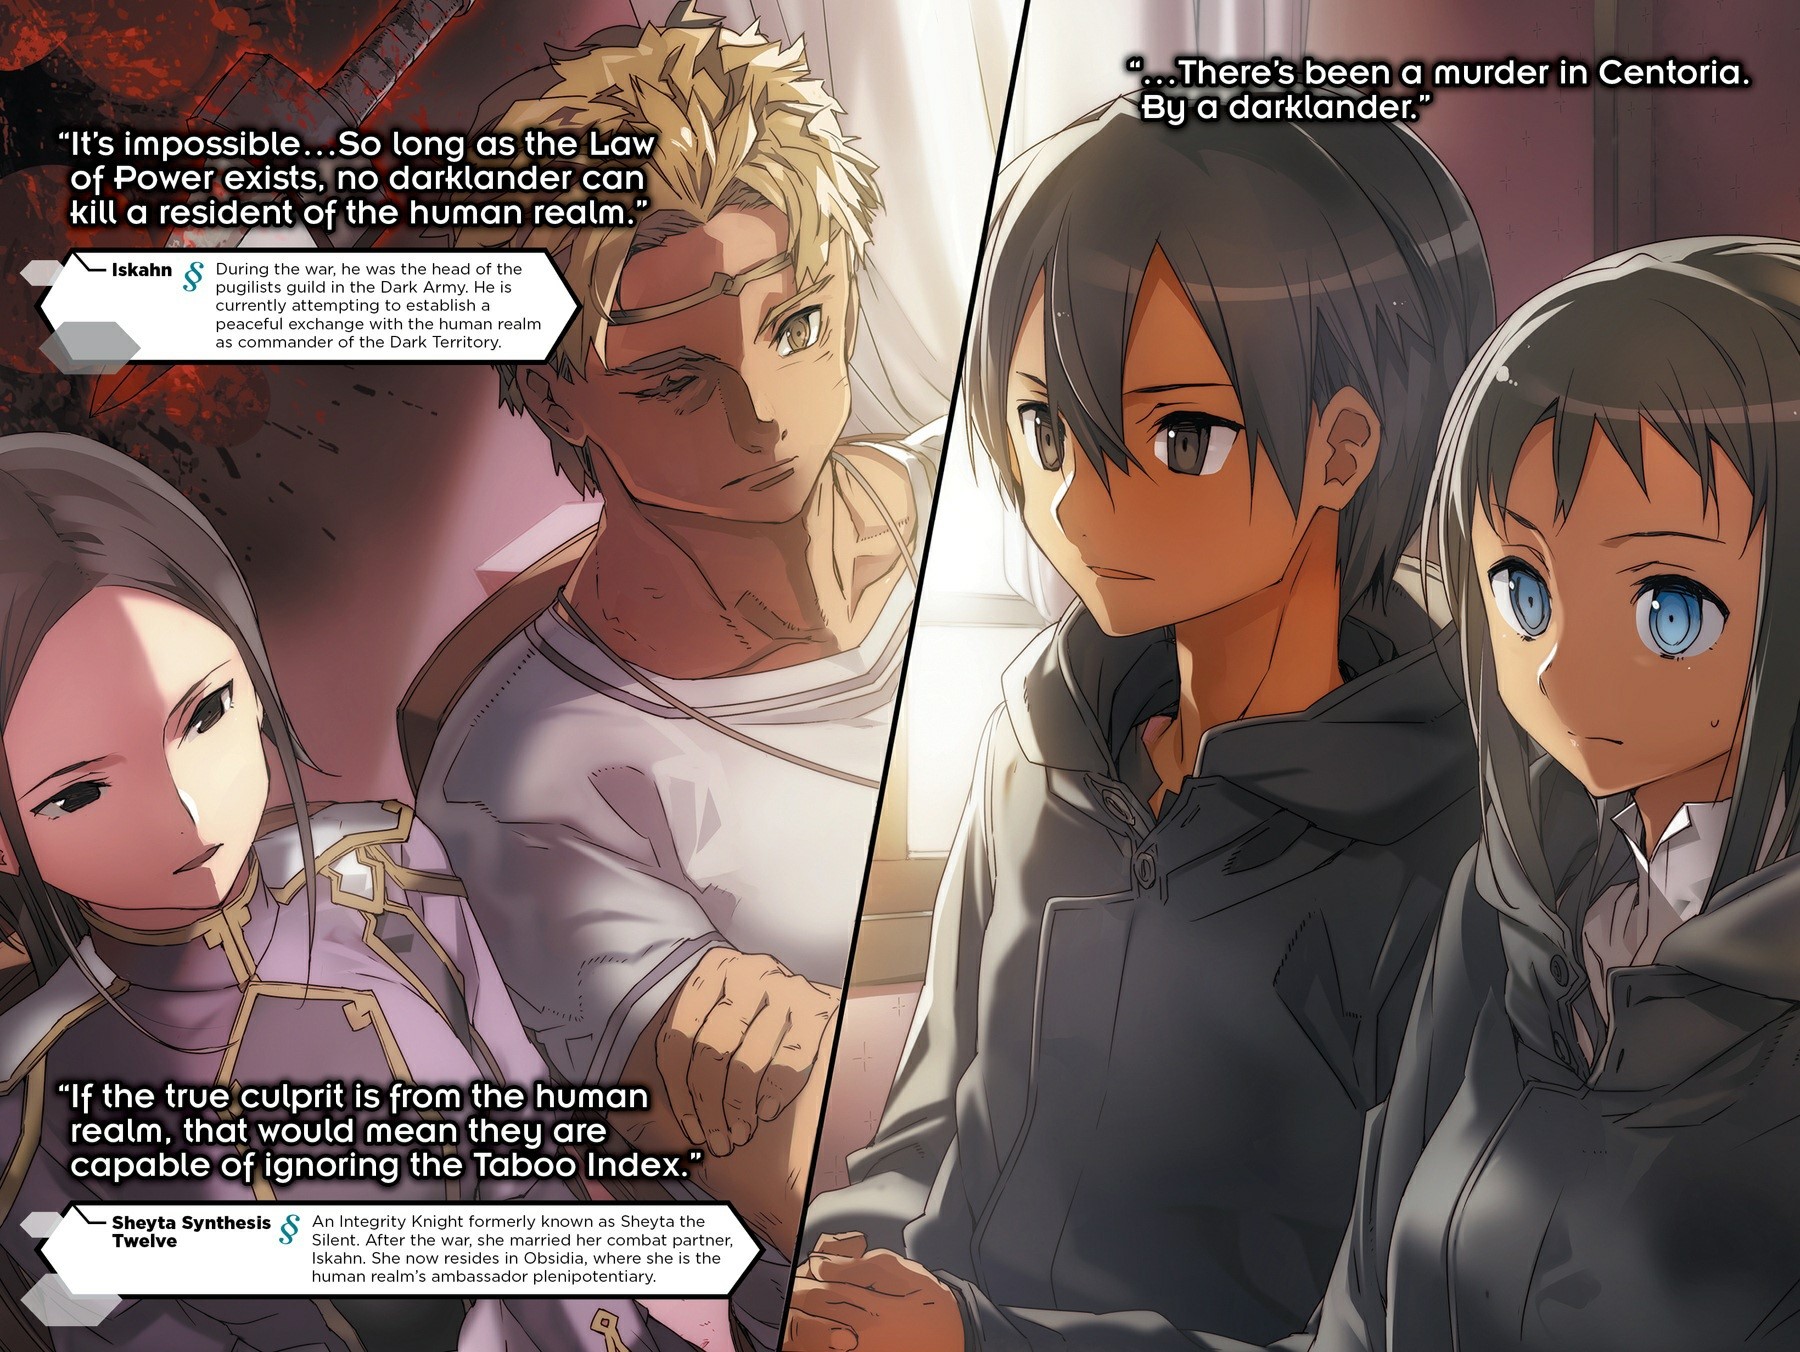 “It’s impossible...So long as the Law
of Power exists, no darklander can
kill a resident of the human realm.”
Iskahn § During the war, he was the head of the
pugilists guild in the Dark Army. He is
currently attempting to establish a
peaceful exchange with the human realm
as commander of the Dark Territory.
“If the true culprit is from the human
realm, that would mean they are
capable of ignoring the Taboo Index.”
Sheyta Synthesis
Twelve
§ An Integrity Knight formerly known as Sheyta the
Silent. After the war, she married her combat partner,
Iskahn. She now resides in Obsidia, where she is the
human realm’s ambassador plenipotentiary.
“...There’s been a murder in Centoria.
By a darklander.”